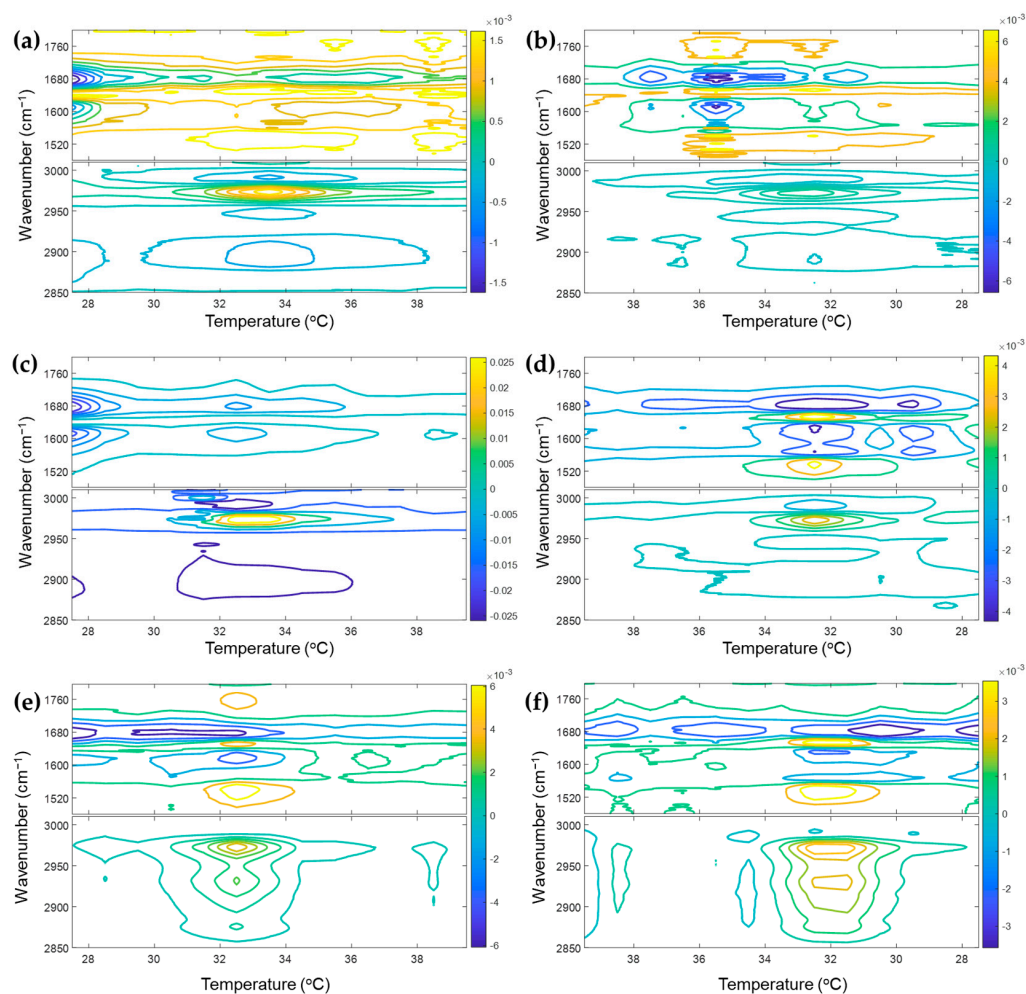 (a) (b)
×10⁻³ ×10⁻³
1760 1680 1600 1520 1 0.5 0 -0.5 -1 -1.5 1760 1680 1600 1520 6 4 2 0 -2 -4 -6
3000 2950 2900 2850 3000 2950 2900 2850
Wavenumber (cm⁻¹) Wavenumber (cm⁻¹)
28 30 32 34 36 38 38 36 34 32 30 28
Temperature (°C) Temperature (°C)
(c) (d)
×10⁻³
1760 1680 1600 1520 0.025 0.020 0.015 0.010 0.005 0 -0.005 -0.010 -0.015 -0.020 -0.025 1760 1680 1600 1520 4 3 2 1 0 -1 -2 -3 -4
3000 2950 2900 2850 3000 2950 2900 2850
Wavenumber (cm⁻¹) Wavenumber (cm⁻¹)
28 30 32 34 36 38 38 36 34 32 30 28
Temperature (°C) Temperature (°C)
(e) (f)
×10⁻³ ×10⁻³
1760 1680 1600 1520 6 4 2 0 -2 -4 -6 1760 1680 1600 1520 3 2 1 0 -1 -2 -3
3000 2950 2900 2850 3000 2950 2900 2850
Wavenumber (cm⁻¹) Wavenumber (cm⁻¹)
28 30 32 34 36 38 38 36 34 32 30 28
Temperature (°C) Temperature (°C)